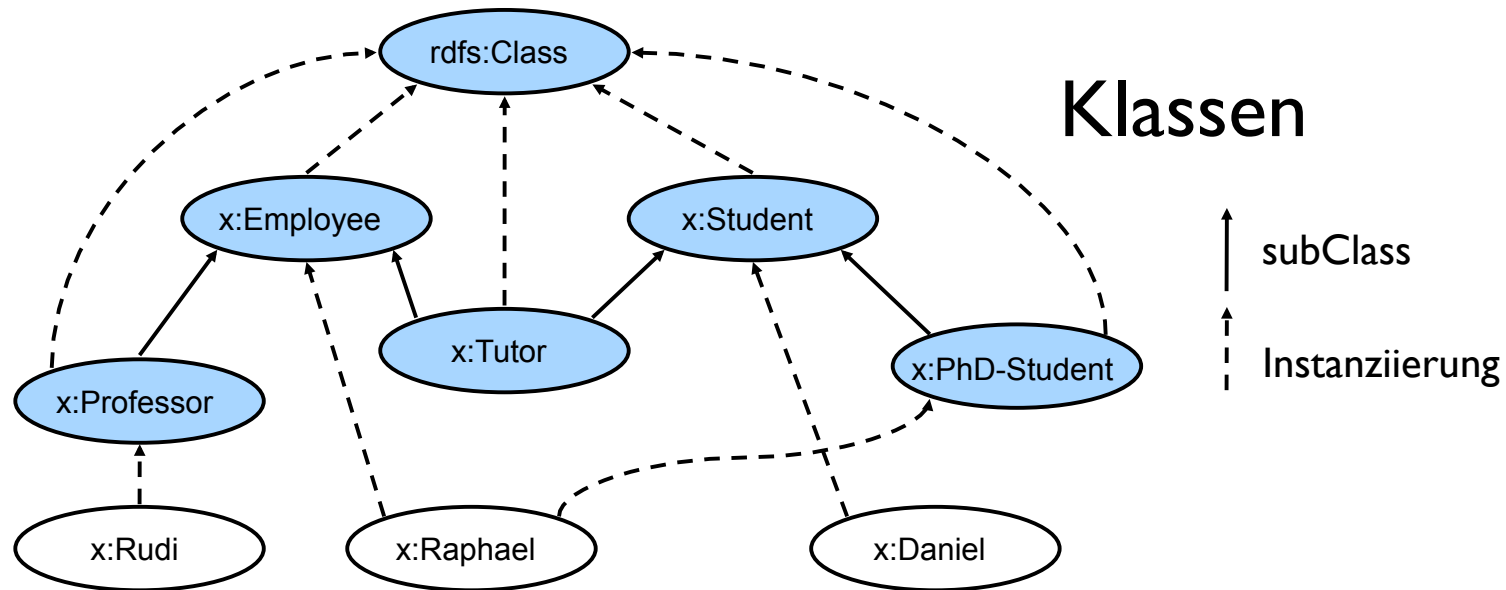 rdfs:Class
Klassen
x:Employee
x:Student
subClass
x:Tutor
x:PhD-Student
Instanziierung
x:Professor
x:Rudi
x:Raphael
x:Daniel